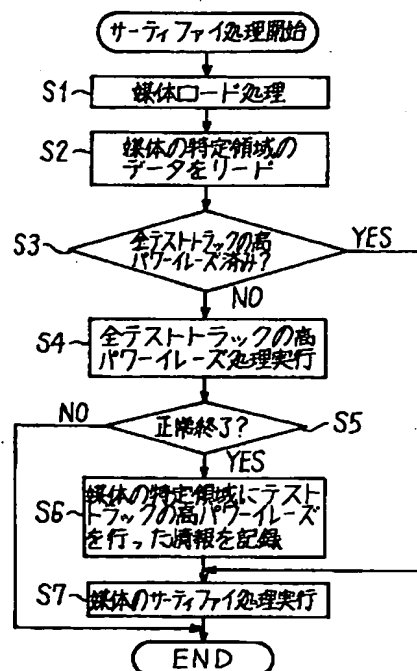 サーティファイ処理開始
S1
媒体ロード処理
S2
媒体の特定領域の
データをリード
S3
全テストトラックの高
パワーイレーズ済み?
YES
NO
S4
全テストトラックの高
パワーイレーズ処理実行
NO
正常終了?
S5
YES
S6
媒体の特定領域にテスト
トラックの高パワーイレーズ
を行った情報を記録
S7
媒体のサーティファイ処理実行
END